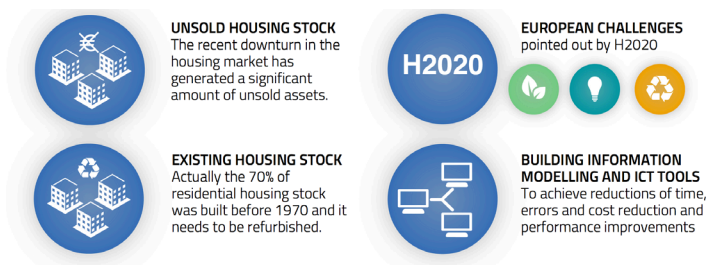 UNSOLD HOUSING STOCK
The recent downturn in the
housing market has
generated a significant
amount of unsold assets.
H2020
EUROPEAN CHALLENGES
pointed out by H2020
EXISTING HOUSING STOCK
Actually the 70% of
residential housing stock
was built before 1970 and it
needs to be refurbished.
BUILDING INFORMATION
MODELLING AND ICT TOOLS
To achieve reductions of time,
errors and cost reduction and
performance improvements